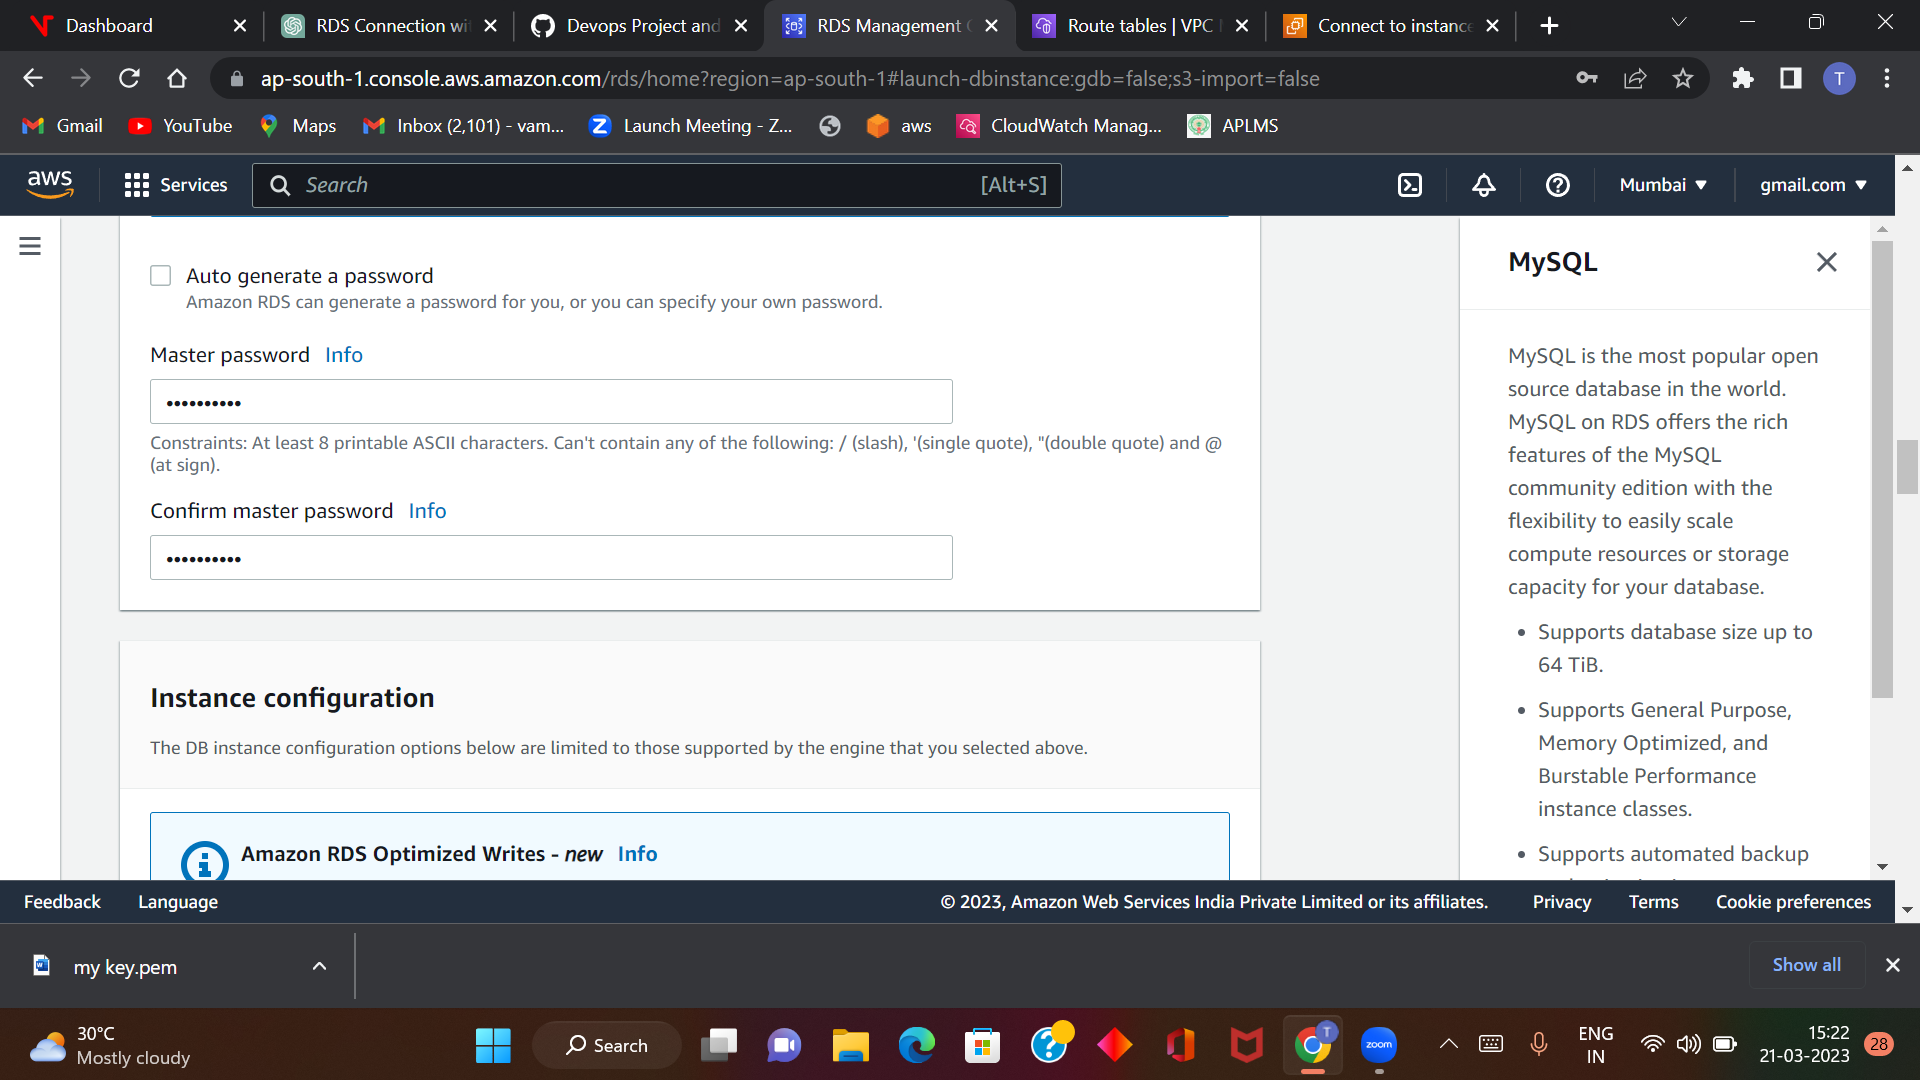 Dashboard
RDS Connection wi
Devops Project and
RDS Management
Route tables | VPC
Connect to instance
ap-south-1.console.aws.amazon.com/rds/home?region=ap-south-1#launch-dbinstance:gdb=false;s3-import=false
T
Gmail
YouTube
Maps
Inbox (2,101) - vam...
Launch Meeting - Z...
aws
CloudWatch Manag...
APLMS
aws
Services
Search
[Alt+S]
Mumbai
gmail.com
Auto generate a password
Amazon RDS can generate a password for you, or you can specify your own password.
Master password Info
••••••••••
Constraints: At least 8 printable ASCII characters. Can't contain any of the following: / (slash), '(single quote), "(double quote) and @
(at sign).
Confirm master password Info
••••••••••
Instance configuration
The DB instance configuration options below are limited to those supported by the engine that you selected above.
Amazon RDS Optimized Writes - new Info
MySQL
MySQL is the most popular open
source database in the world.
MySQL on RDS offers the rich
features of the MySQL
community edition with the
flexibility to easily scale
compute resources or storage
capacity for your database.
• Supports database size up to
64 TiB.
• Supports General Purpose,
Memory Optimized, and
Burstable Performance
instance classes.
• Supports automated backup
Feedback
Language
© 2023, Amazon Web Services India Private Limited or its affiliates.
Privacy
Terms
Cookie preferences
my key.pem
Show all
30°C
Mostly cloudy
Search
T
zoom
ENG
IN
15:22
21-03-2023
28